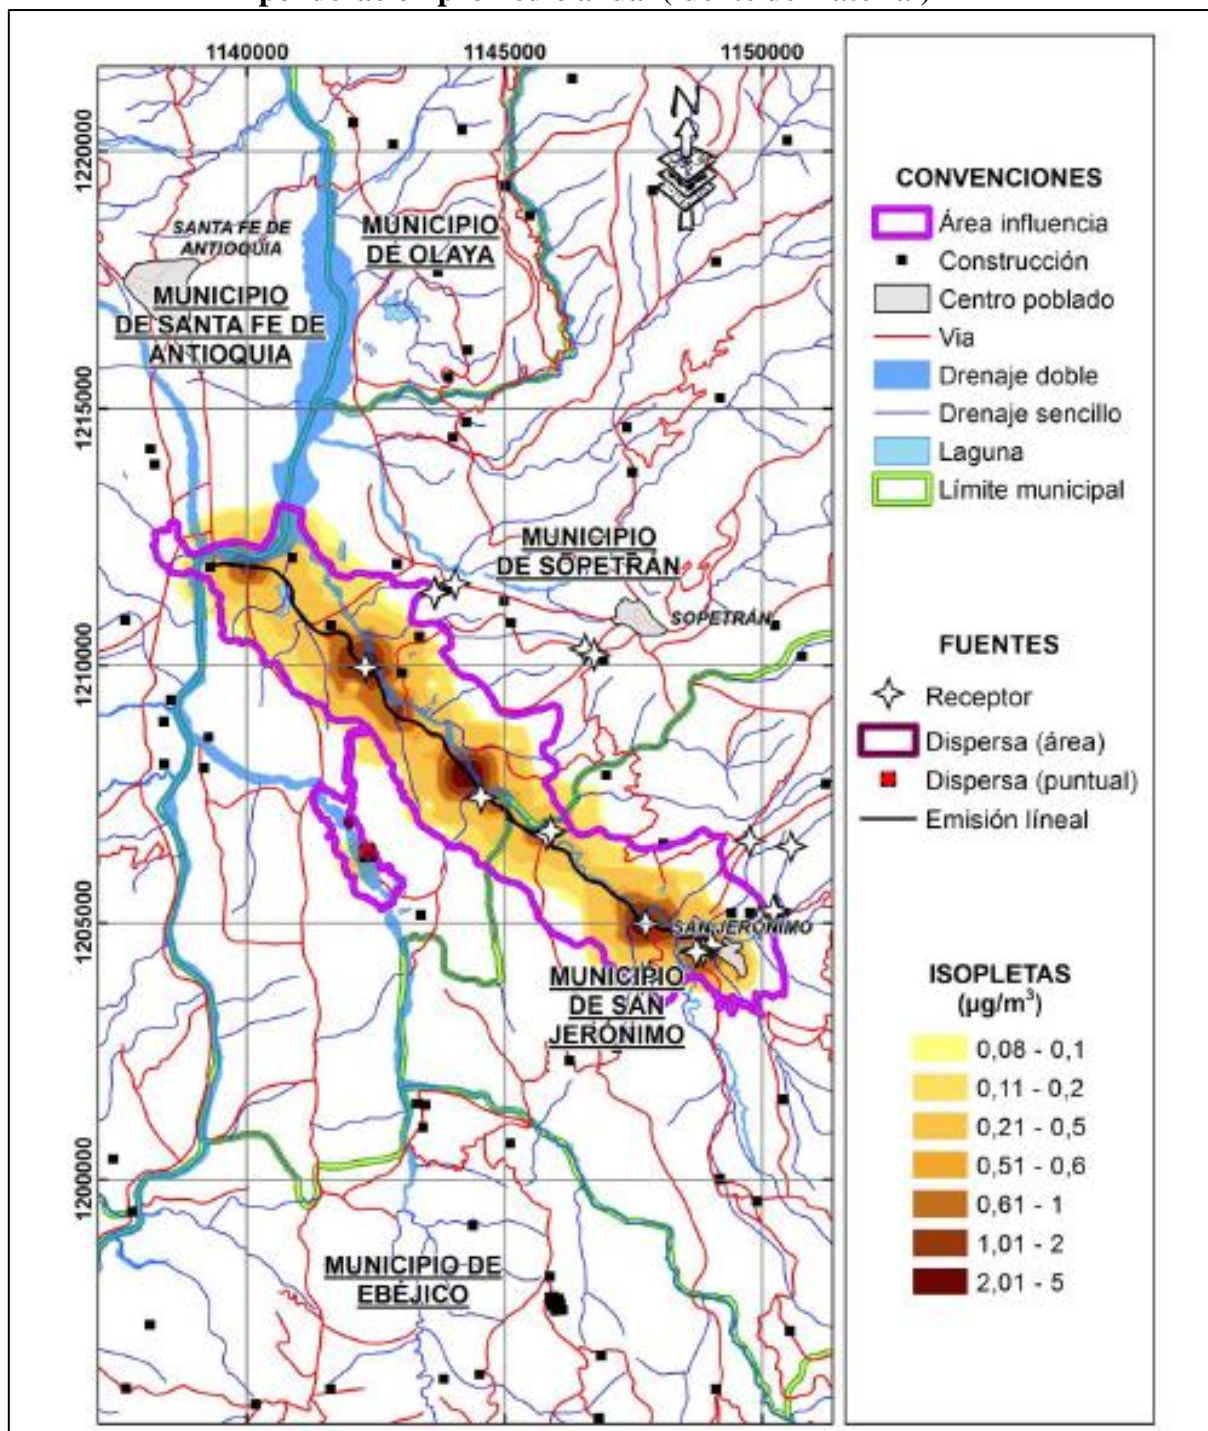 1140000 1145000 1150000
1220000
1215000
1210000
1205000
1200000
N
SANTA FE DE
ANTIOQUIA
MUNICIPIO
DE OLAYA
MUNICIPIO
DE SANTA FE DE
ANTIOQUIA
MUNICIPIO
DE SOPETRÁN
SOPETRÁN
SAN JERÓNIMO
MUNICIPIO
DE SAN
JERÓNIMO
MUNICIPIO DE
EBÉJICO
CONVENCIONES
Área influencia
Construcción
Centro poblado
Via
Drenaje doble
Drenaje sencillo
Laguna
Límite municipal
FUENTES
Receptor
Dispersa (área)
Dispersa (puntual)
Emisión líneal
ISOPLETAS
(µg/m³)
0,08 - 0,1
0,11 - 0,2
0,21 - 0,5
0,51 - 0,6
0,61 - 1
1,01 - 2
2,01 - 5